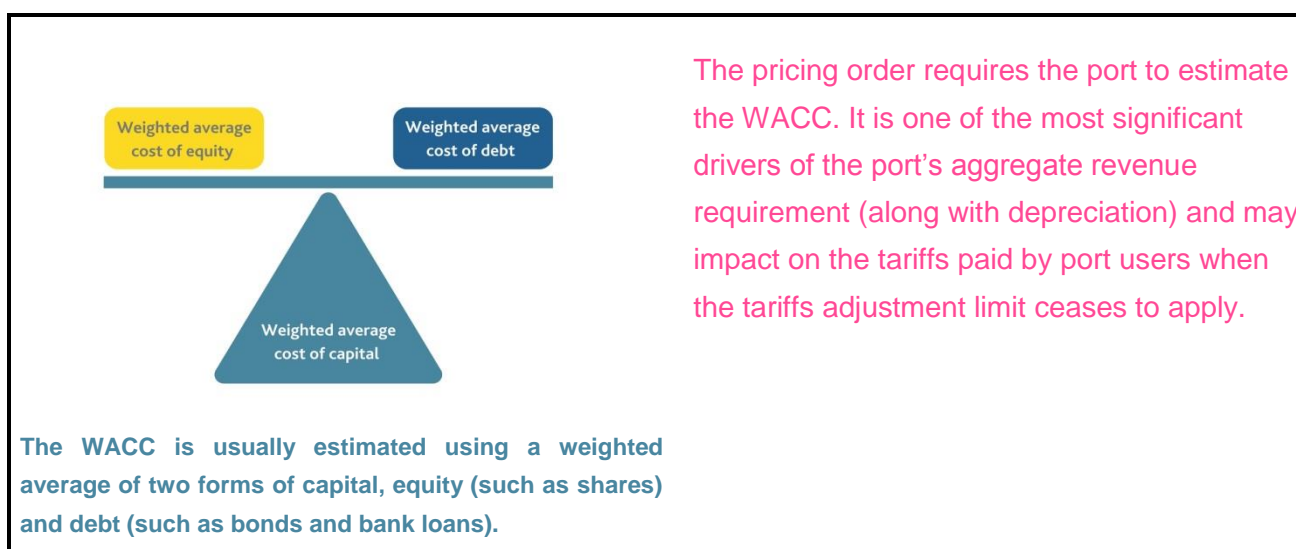 Weighted average
cost of equity
Weighted average
cost of debt
Weighted average
cost of capital
The WACC is usually estimated using a weighted
average of two forms of capital, equity (such as shares)
and debt (such as bonds and bank loans).
The pricing order requires the port to estimate
the WACC. It is one of the most significant
drivers of the port’s aggregate revenue
requirement (along with depreciation) and may
impact on the tariffs paid by port users when
the tariffs adjustment limit ceases to apply.